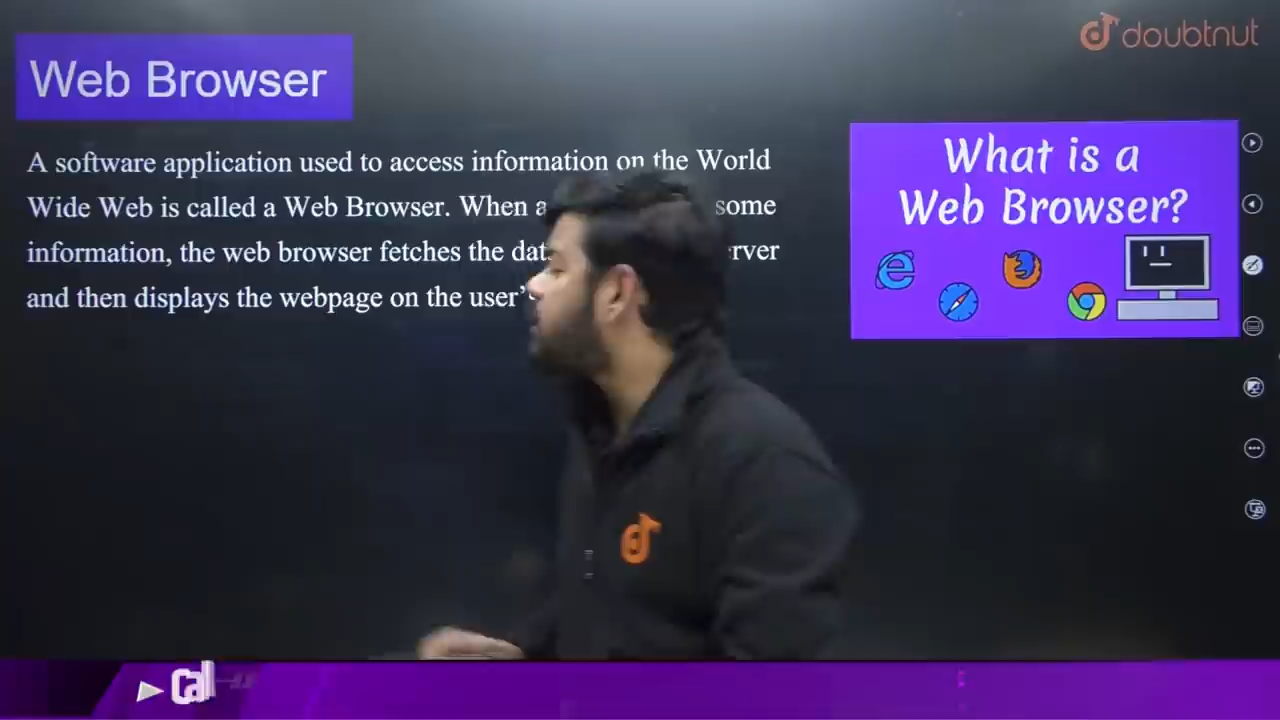 doubtnut
Web Browser
A software application used to access information on the World
Wide Web is called a Web Browser. When a some
information, the web browser fetches the
and then displays the webpage on the user's
What is a
Web Browser?